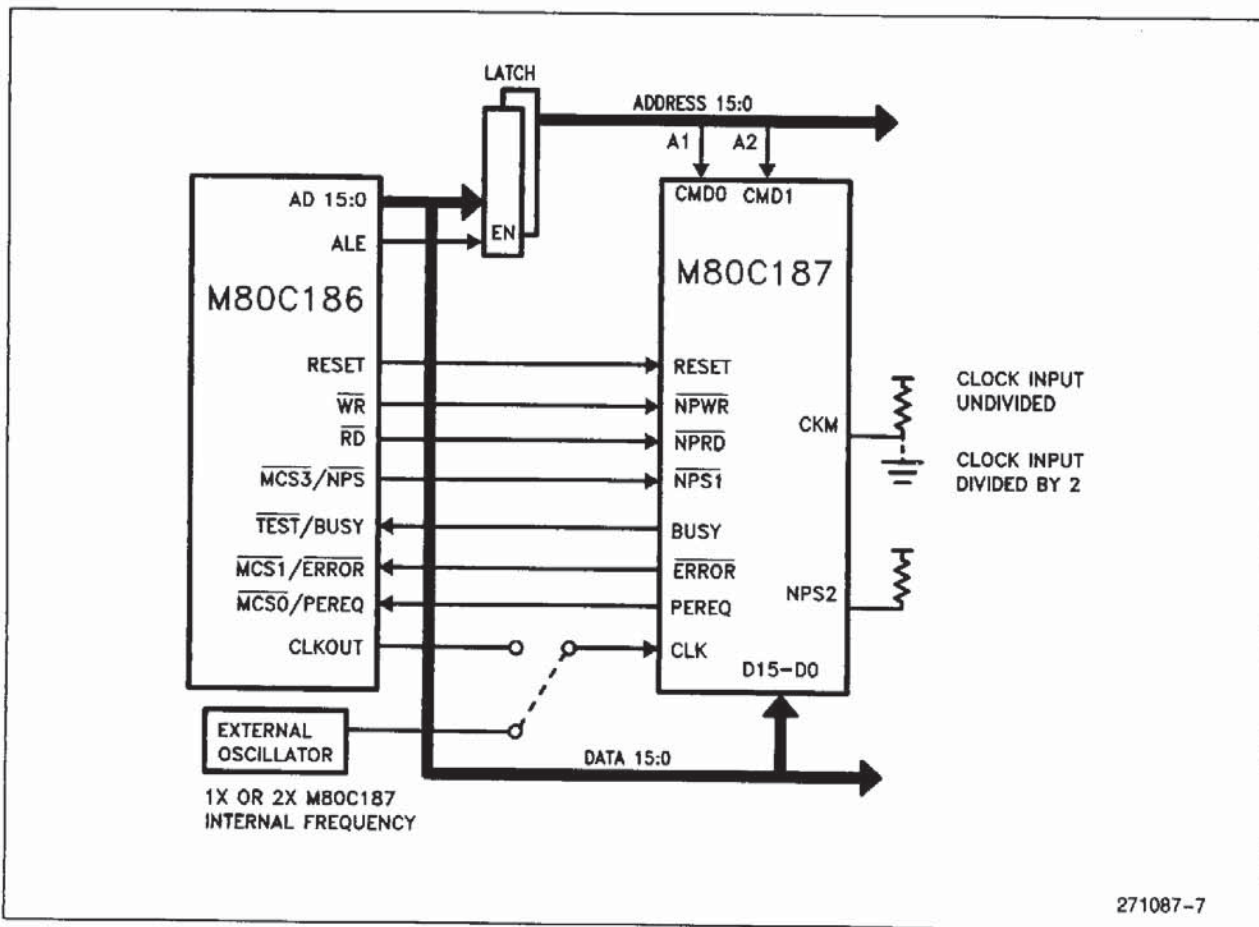 LATCH
ADDRESS 15:0
A1
A2
AD 15:0
ALE
EN
CMD0 CMD1
M80C186
M80C187
RESET
RESET
WR
NPWR
RD
NPRD
MCS3/NPS
NPS1
TEST/BUSY
BUSY
MCS1/ERROR
ERROR
MCS0/PEREQ
PEREQ
CLKOUT
CLK
CKM
CLOCK INPUT
UNDIVIDED
CLOCK INPUT
DIVIDED BY 2
NPS2
D15-D0
EXTERNAL
OSCILLATOR
DATA 15:0
1X OR 2X M80C187
INTERNAL FREQUENCY
271087-7